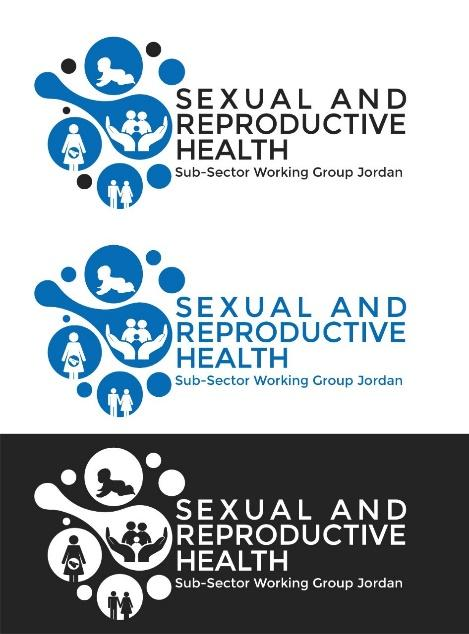 SEXUAL AND
REPRODUCTIVE
HEALTH
Sub-Sector Working Group Jordan
SEXUAL AND
REPRODUCTIVE
HEALTH
Sub-Sector Working Group Jordan
SEXUAL AND
REPRODUCTIVE
HEALTH
Sub-Sector Working Group Jordan